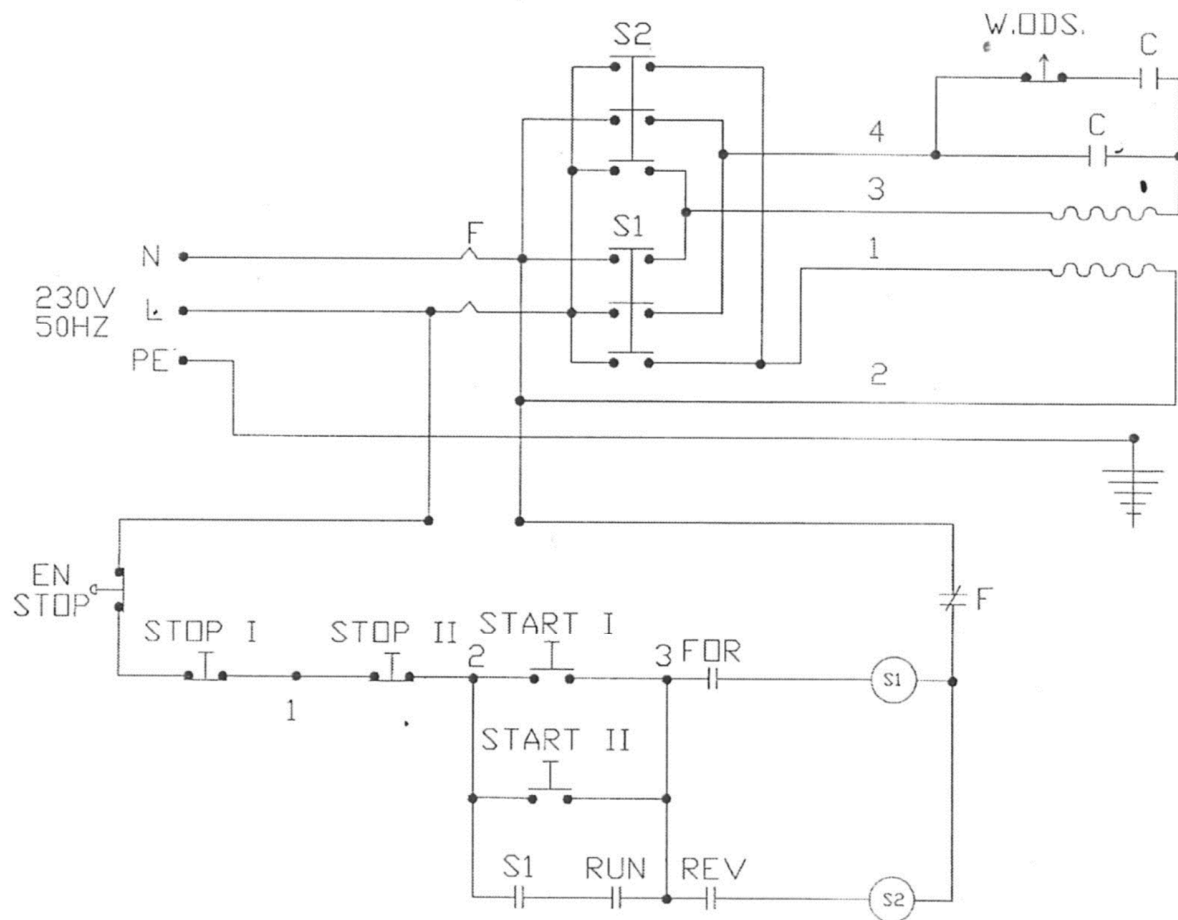 S2
W.ODS.
C
C
4
3
1
2
S1
F
N
230V
50HZ
L
PE
EN
STOP
STOP I
STOP II
START I
2
3
FOR
F
S1
1
START II
S1
RUN
REV
S2